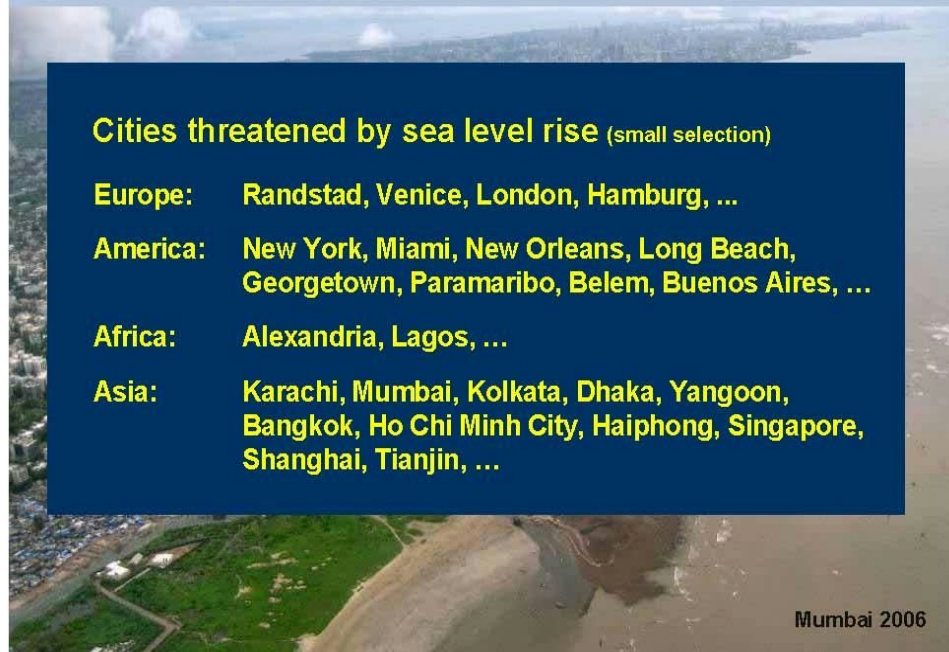 Cities threatened by sea level rise (small selection)
Europe: Randstad, Venice, London, Hamburg, ...
America: New York, Miami, New Orleans, Long Beach,
Georgetown, Paramaribo, Belem, Buenos Aires, ...
Africa: Alexandria, Lagos, ...
Asia: Karachi, Mumbai, Kolkata, Dhaka, Yangoon,
Bangkok, Ho Chi Minh City, Haiphong, Singapore,
Shanghai, Tianjin, ...
Mumbai 2006